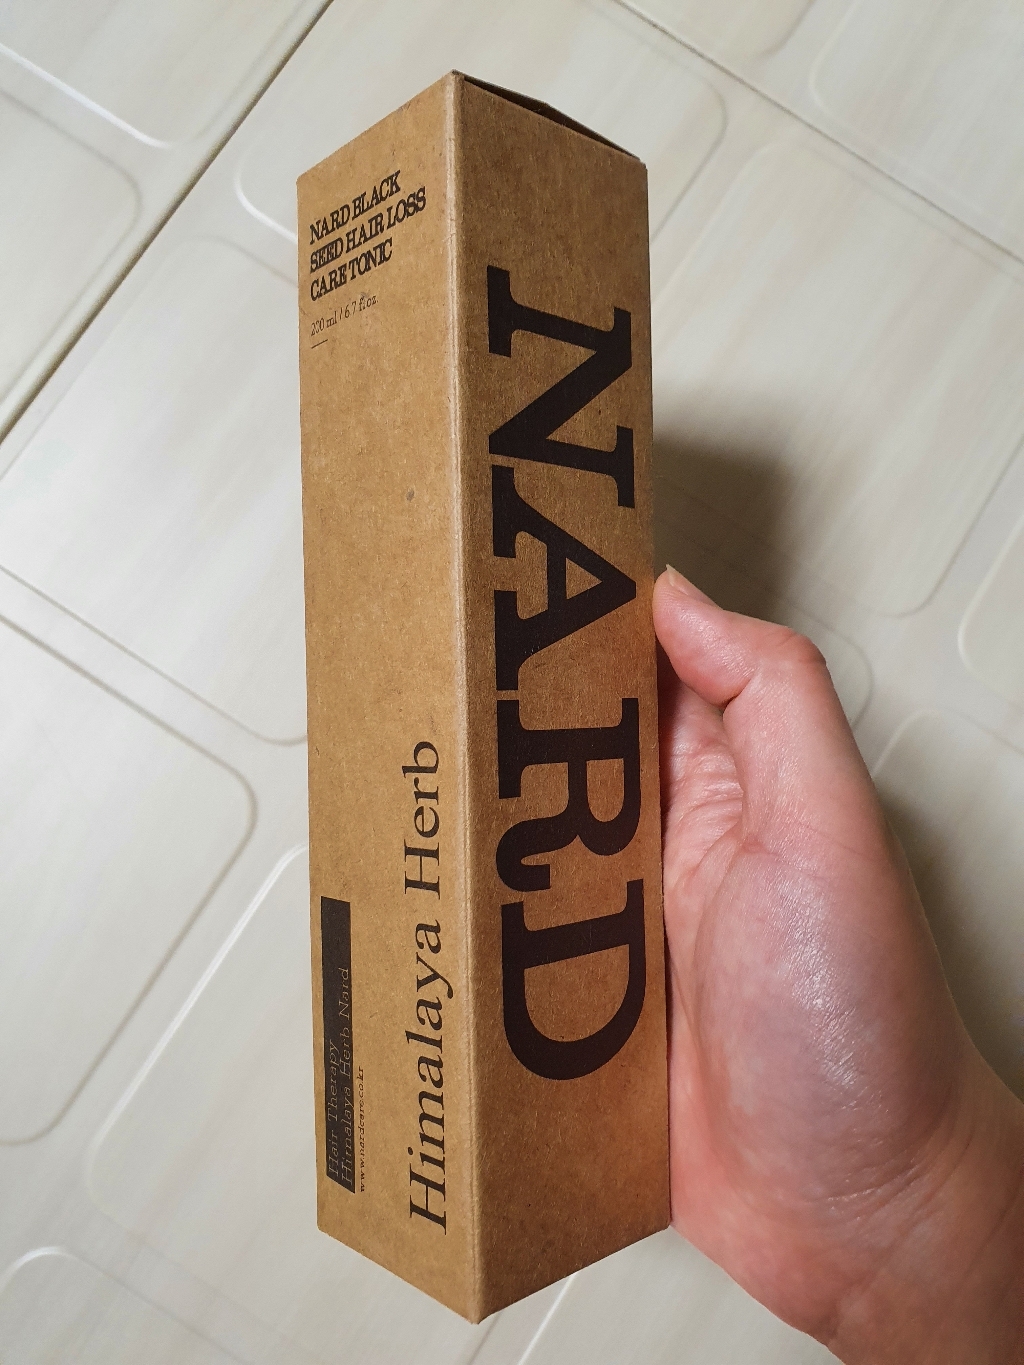 NARD BLACK
SEED HAIR LOSS
CARE TONIC
200 ml / 6.7 fl oz
Himalaya Herb
Hair Therapy
Himalaya Herb Nard
www.nardcare.co.kr
NARD